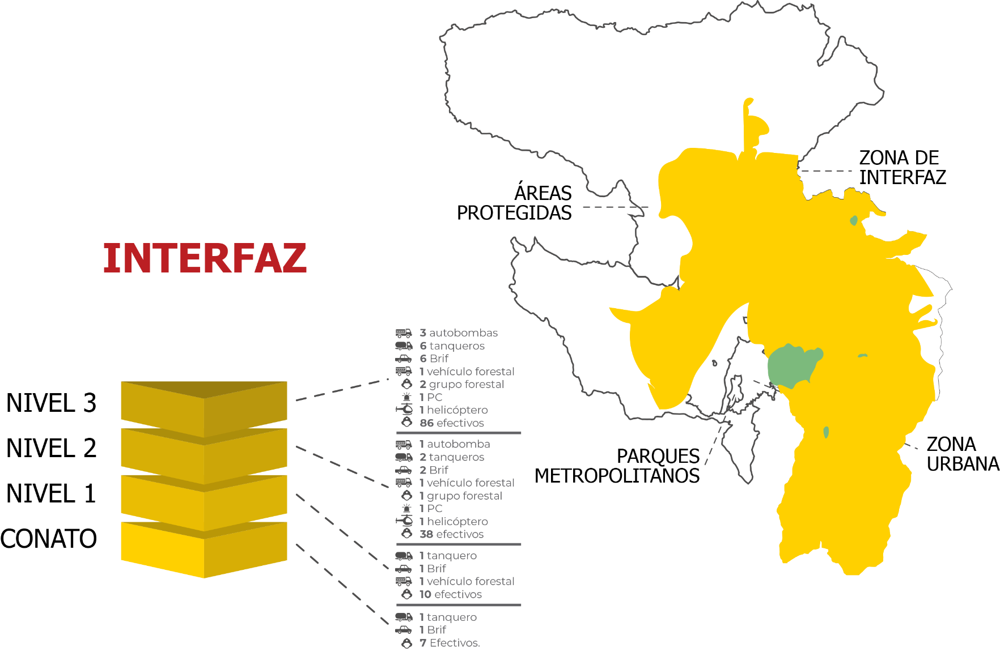 INTERFAZ
NIVEL 3
NIVEL 2
NIVEL 1
CONATO
3 autobombas
6 tanqueros
6 Brif
1 vehículo forestal
2 grupo forestal
1 PC
1 helicóptero
86 efectivos
1 autobomba
2 tanqueros
2 Brif
1 vehículo forestal
1 grupo forestal
1 PC
1 helicóptero
38 efectivos
1 tanquero
1 Brif
1 vehículo forestal
10 efectivos
1 tanquero
1 Brif
7 Efectivos.
ZONA DE
INTERFAZ
ÁREAS
PROTEGIDAS
PARQUES
METROPOLITANOS
ZONA
URBANA